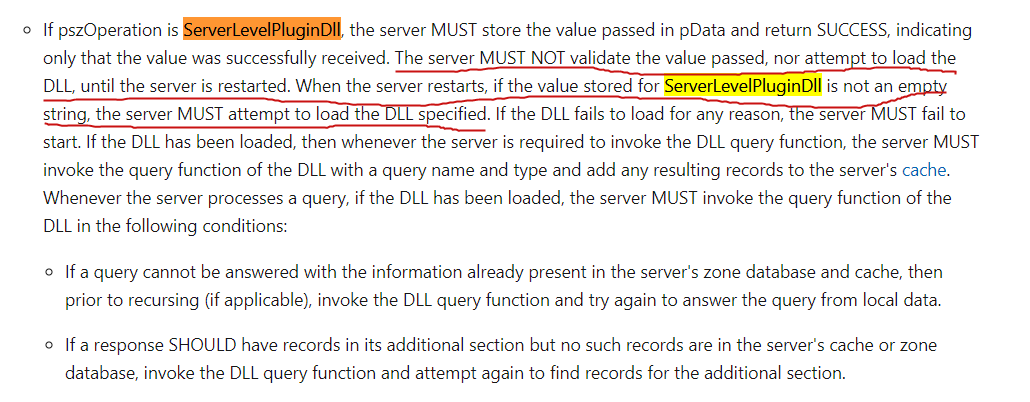 If pszOperation is ServerLevelPluginDll, the server MUST store the value passed in pData and return SUCCESS, indicating
only that the value was successfully received. The server MUST NOT validate the value passed, nor attempt to load the
DLL, until the server is restarted. When the server restarts, if the value stored for ServerLevelPluginDll is not an empty
string, the server MUST attempt to load the DLL specified. If the DLL fails to load for any reason, the server MUST fail to
start. If the DLL has been loaded, then whenever the server is required to invoke the DLL query function, the server MUST
invoke the query function of the DLL with a query name and type and add any resulting records to the server's cache.
Whenever the server processes a query, if the DLL has been loaded, the server MUST invoke the query function of the
DLL in the following conditions:
If a query cannot be answered with the information already present in the server's zone database and cache, then
prior to recursing (if applicable), invoke the DLL query function and try again to answer the query from local data.
If a response SHOULD have records in its additional section but no such records are in the server's cache or zone
database, invoke the DLL query function and attempt again to find records for the additional section.